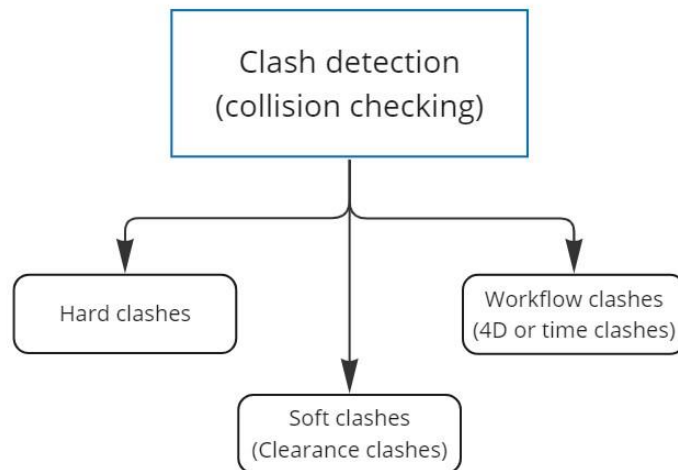 Clash detection
(collision checking)
Hard clashes
Workflow clashes
(4D or time clashes)
Soft clashes
(Clearance clashes)